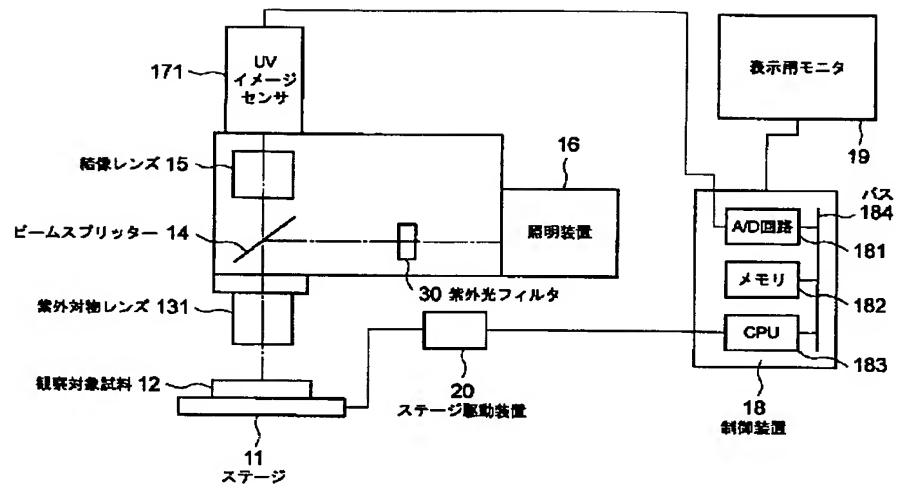 UV
イメージ
センサ
171
結像レンズ 15
ビームスプリッター 14
紫外対物レンズ 131
観察対象試料 12
11
ステージ
16
照明装置
30 紫外光フィルタ
20
ステージ駆動装置
表示用モニタ
19
バス
184
A/D回路
181
メモリ
182
CPU
183
18
制御装置